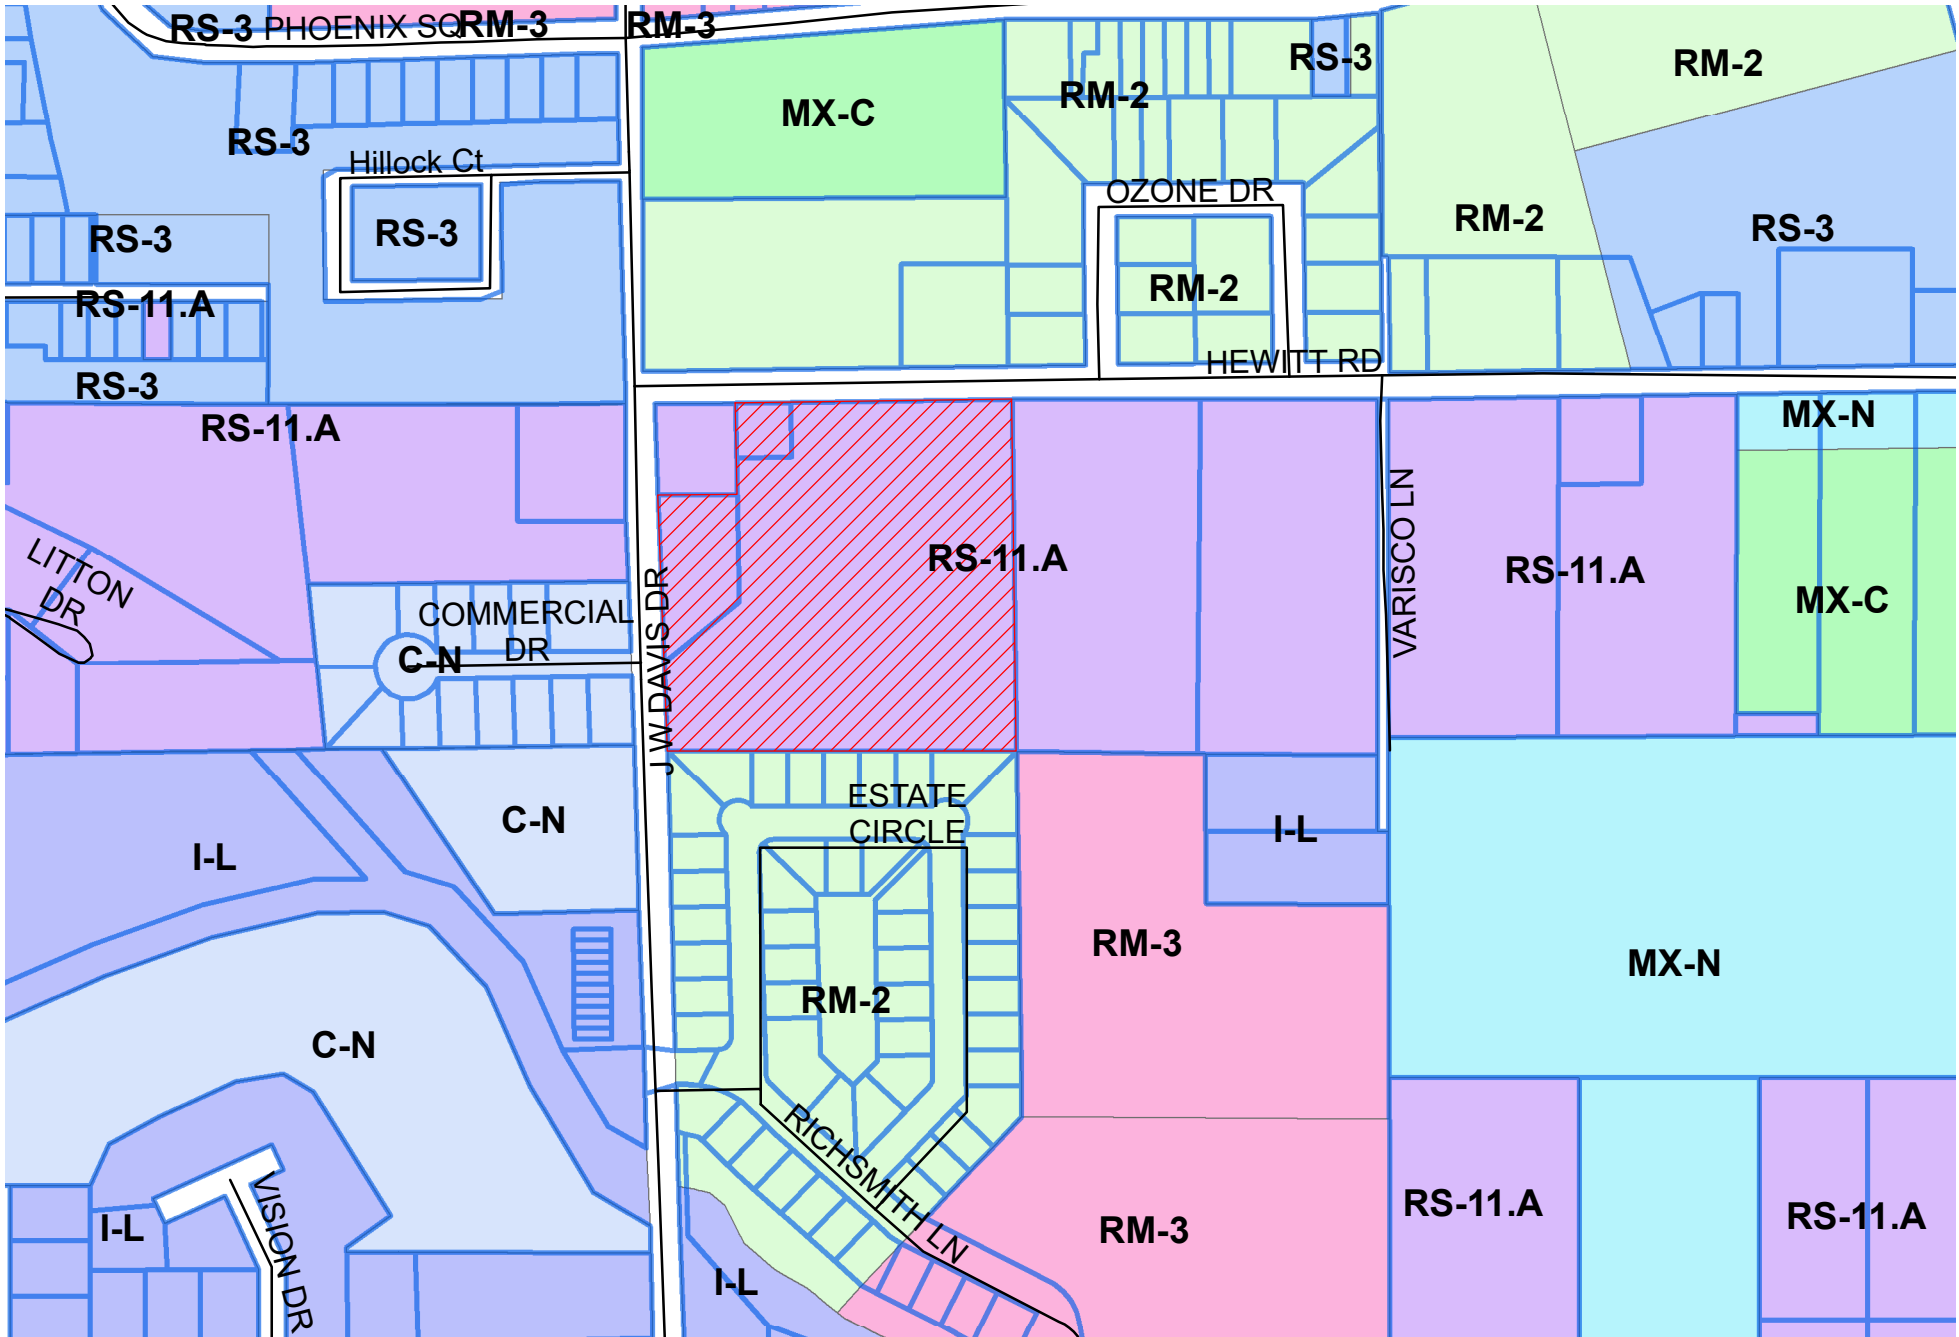 RS-3 PHOENIX SQ RM-3 RM-3
RS-3
RM-2
RM-2
MX-C
RS-3
Hillock Ct
OZONE DR
RM-2
RS-3
RS-3
RS-3
RM-2
RS-11.A
HEWITT RD
RS-3
MX-N
RS-11.A
VARISCO LN
RS-11.A
RS-11.A
LITTON
DR
MX-C
COMMERCIAL
DR
J W DAVIS DR
C-N
ESTATE
CIRCLE
C-N
I-L
I-L
RM-3
MX-N
RM-2
C-N
RICHSMITH LN
RS-11.A
RS-11.A
I-L
RM-3
VISION DR
I-L